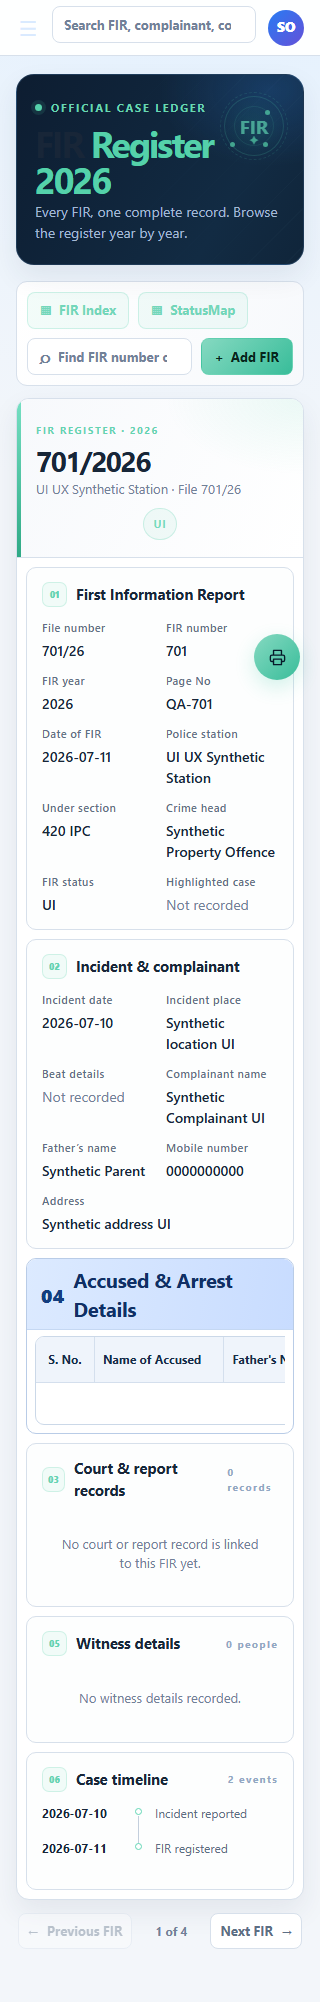 Search FIR, complainant, co
SO
OFFICIAL CASE LEDGER
FIR Register
2026
FIR
Every FIR, one complete record. Browse
the register year by year.
FIR Index
StatusMap
Find FIR number o
+ Add FIR
FIR REGISTER • 2026
701/2026
UI UX Synthetic Station · File 701/26
UI
01 First Information Report
File number FIR number
701/26 701
FIR year Page No
2026 QA-701
Date of FIR Police station
2026-07-11 UI UX Synthetic
Station
Under section Crime head
420 IPC Synthetic
Property Offence
FIR status Highlighted case
UI Not recorded
02 Incident & complainant
Incident date Incident place
2026-07-10 Synthetic
location UI
Beat details Complainant name
Not recorded Synthetic
Complainant UI
Father's name Mobile number
Synthetic Parent 0000000000
Address
Synthetic address UI
04 Accused & Arrest
Details
S. No. Name of Accused Father's N
03 Court & report
records
0
records
No court or report record is linked
to this FIR yet.
05 Witness details 0 people
No witness details recorded.
06 Case timeline 2 events
2026-07-10 Incident reported
2026-07-11 FIR registered
← Previous FIR 1 of 4 Next FIR →